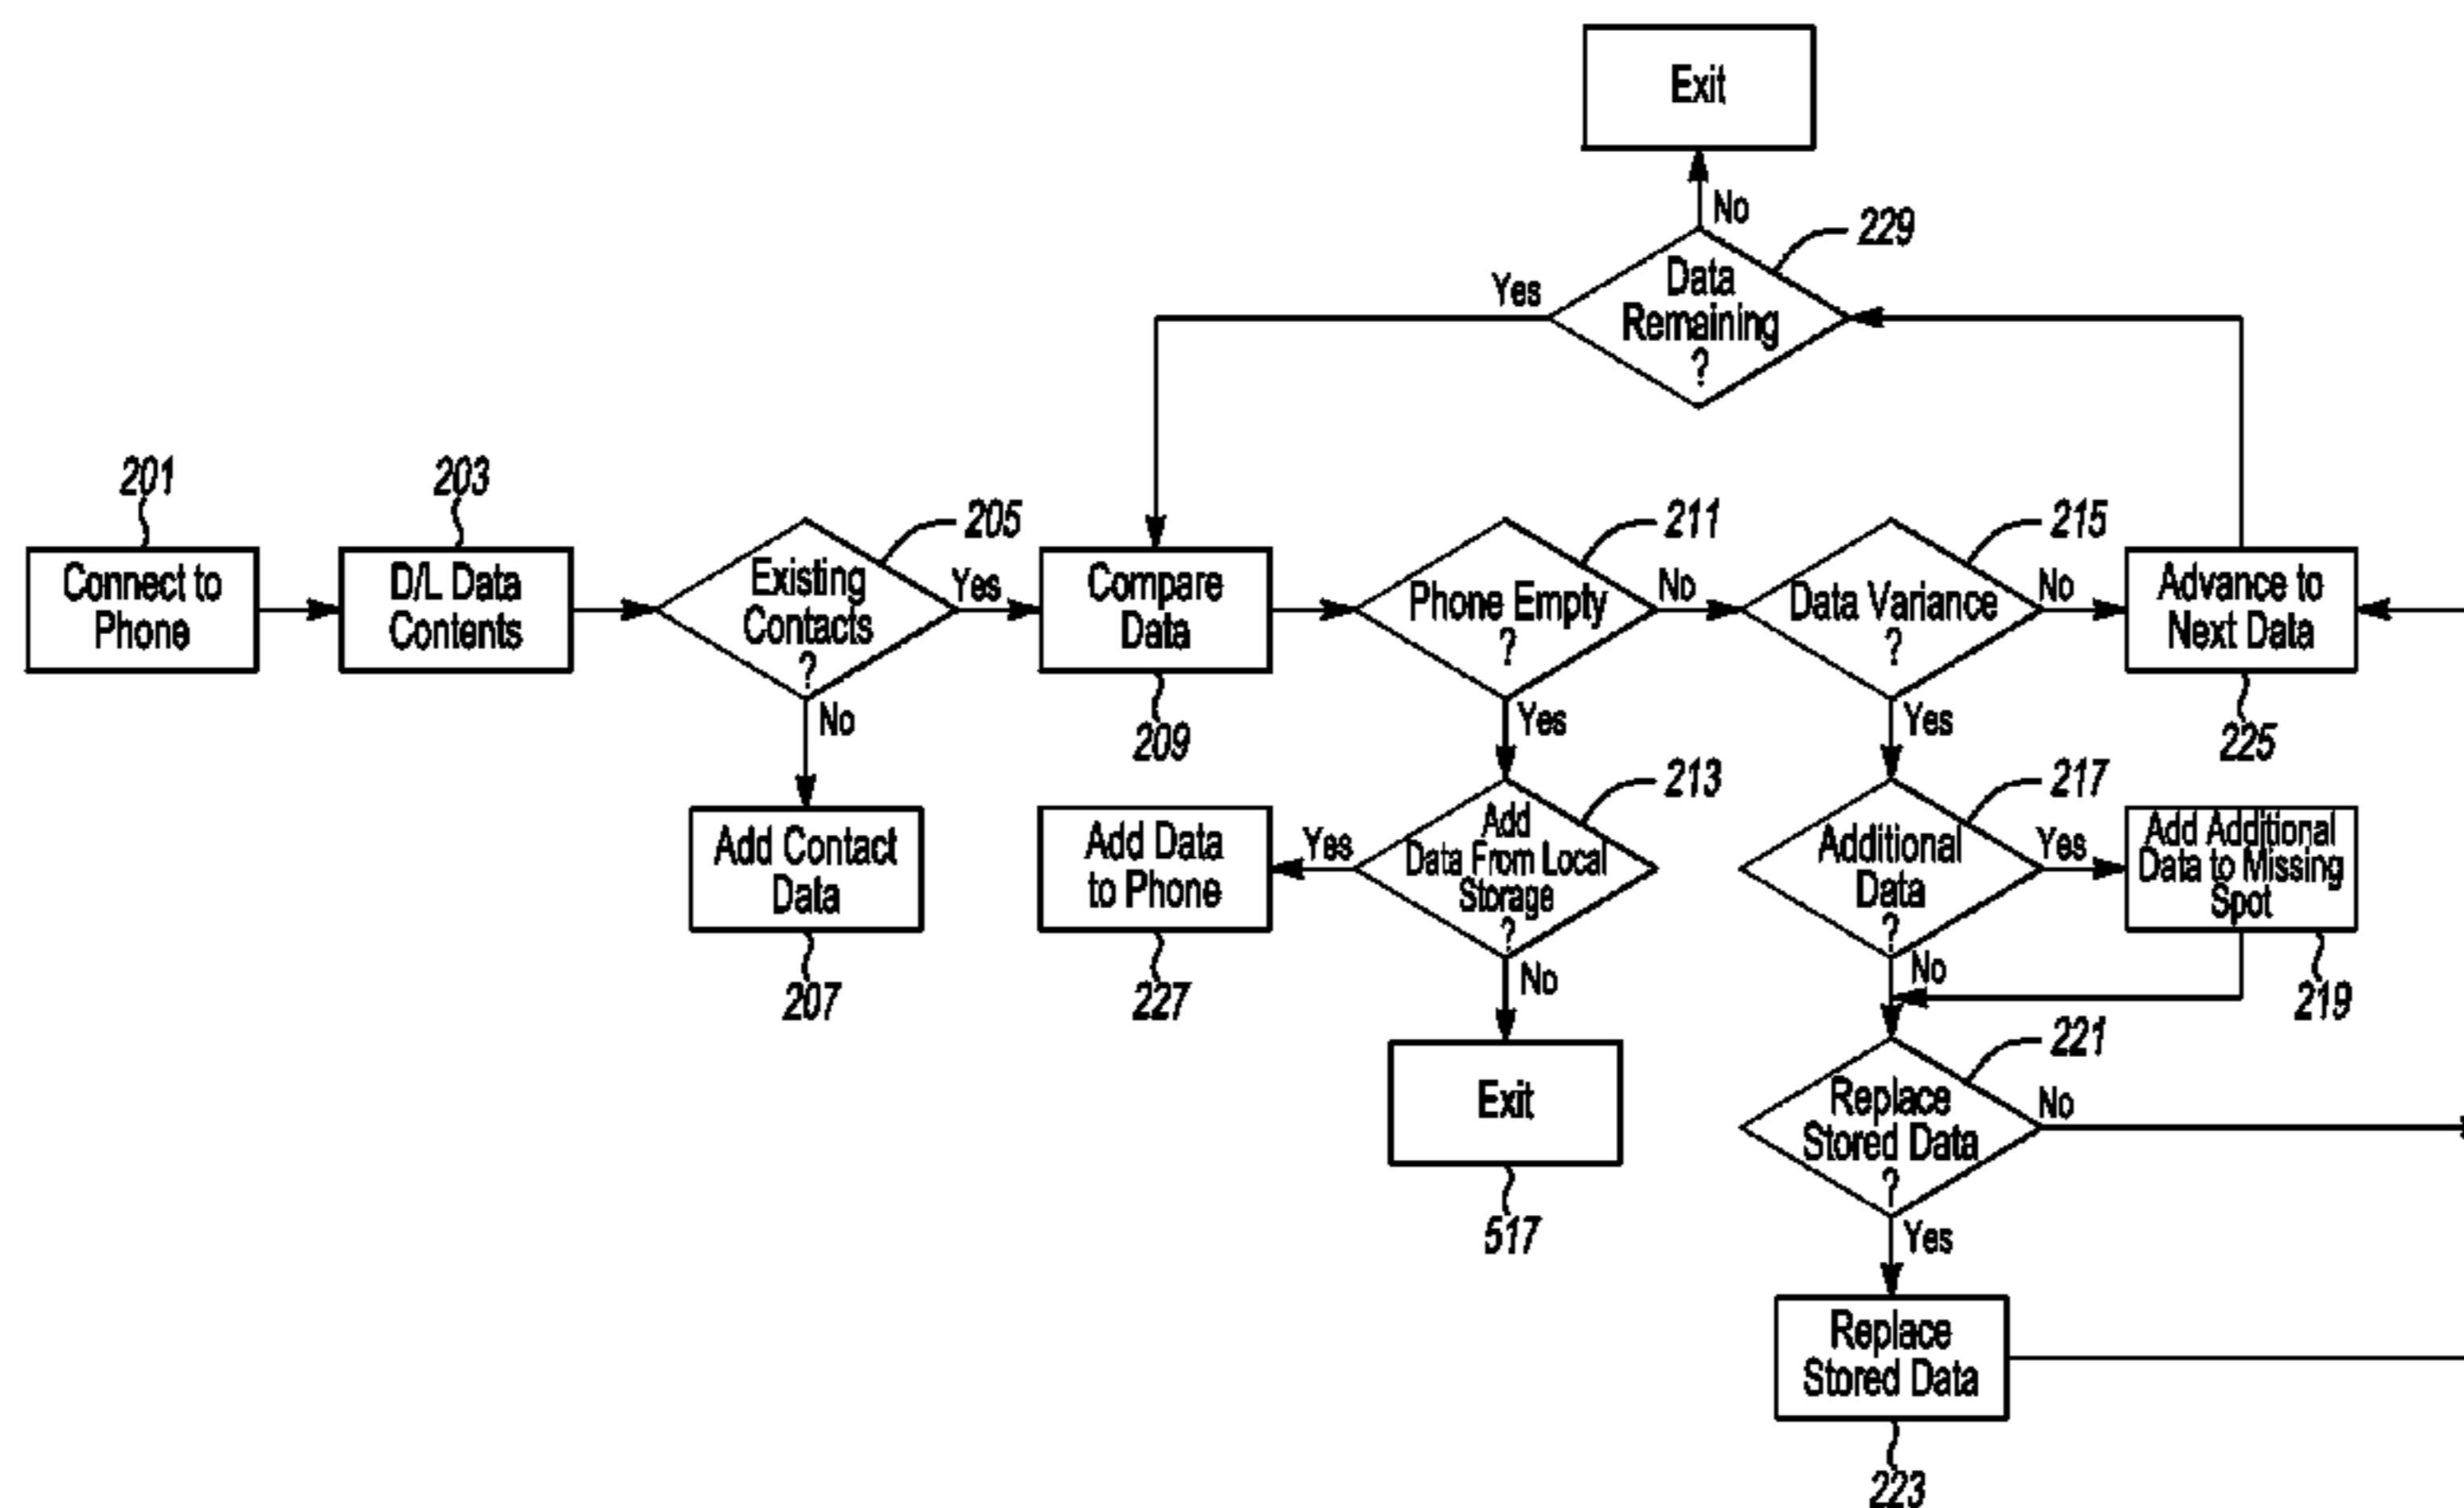 Exit
No
229
Data
Remaining
?
Yes
201
Connect to
Phone
203
D/L Data
Contents
205
Existing
Contacts
?
Yes
No
Add Contact
Data
207
Compare
Data
209
211
Phone Empty
?
No
Yes
213
Add
Data From Local
Storage
?
Yes
Add Data
to Phone
227
No
Exit
517
215
Data Variance
?
No
Yes
Advance to
Next Data
225
217
Additional
Data
?
Yes
Add Additional
Data to Missing
Spot
219
No
221
Replace
Stored Data
?
No
Yes
Replace
Stored Data
223